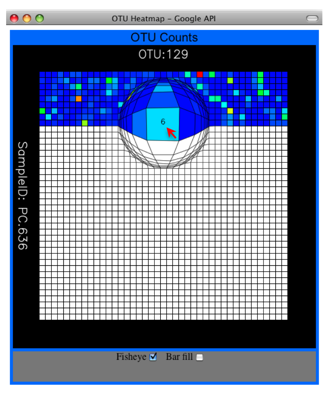 OTU Heatmap – Google API
OTU Counts
OTU:129
6
SampleID: PC.636
Fisheye
Bar fill